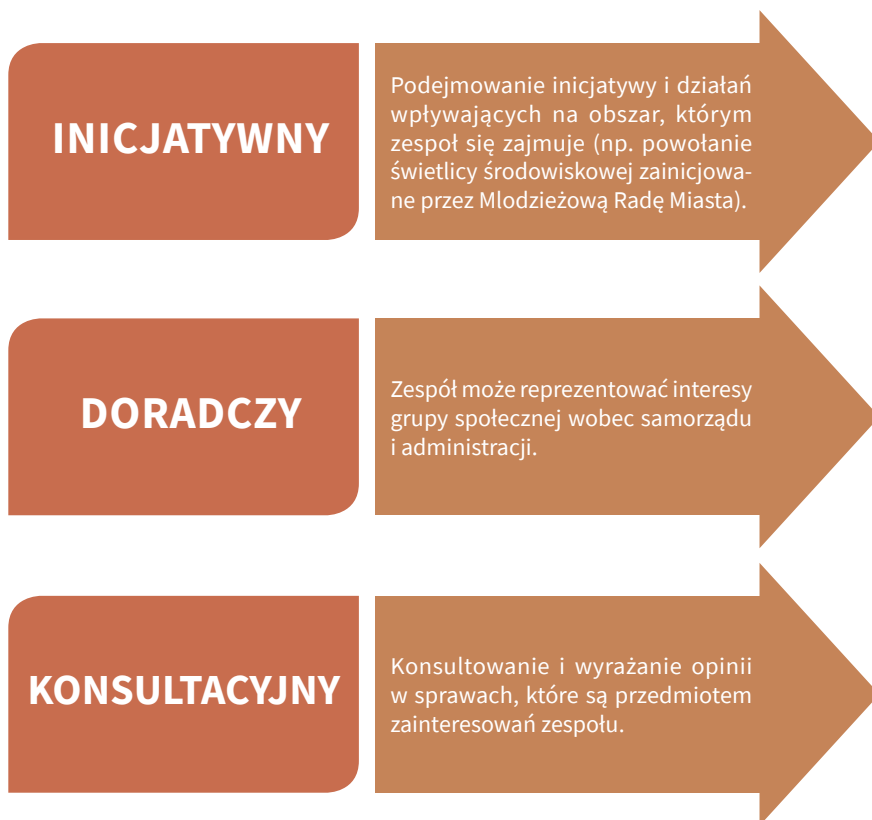 INICJATYWNY
Podejmowanie inicjatywy i działań
wpływających na obszar, którym
zespoł się zajmuje (np. powołanie
świetlicy środowiskowej zainicjowa-
ne przez Mlodzieżową Radę Miasta).
DORADCZY
Zespół może reprezentować interesy
grupy społecznej wobec samorządu
i administracji.
KONSULTACYJNY
Konsultowanie i wyrażanie opinii
w sprawach, które są przedmiotem
zainteresowań zespołu.